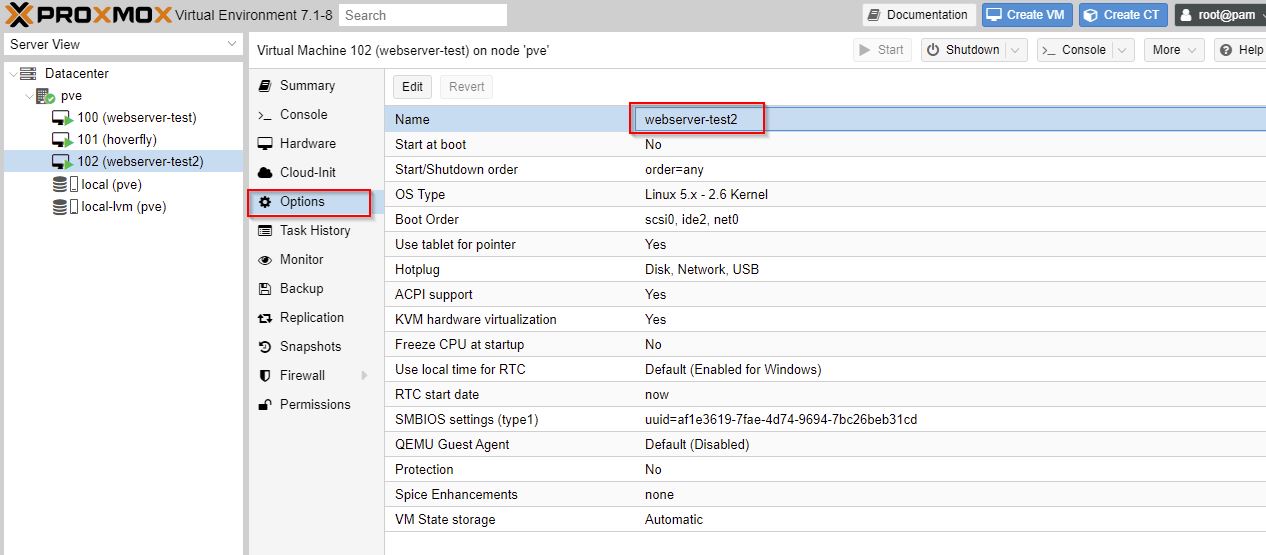 PROXMOX Virtual Environment 7.1-8 Search Documentation Create VM Create CT root@pam
Server View
Virtual Machine 102 (webserver-test) on node 'pve' Start Shutdown Console More Help
Datacenter
pve
100 (webserver-test)
101 (hoverfly)
102 (webserver-test2)
local (pve)
local-lvm (pve)
Summary
Console
Hardware
Cloud-Init
Options
Task History
Monitor
Backup
Replication
Snapshots
Firewall
Permissions
Edit Revert
Name webserver-test2
Start at boot No
Start/Shutdown order order=any
OS Type Linux 5.x - 2.6 Kernel
Boot Order scsi0, ide2, net0
Use tablet for pointer Yes
Hotplug Disk, Network, USB
ACPI support Yes
KVM hardware virtualization Yes
Freeze CPU at startup No
Use local time for RTC Default (Enabled for Windows)
RTC start date now
SMBIOS settings (type1) uuid=af1e3619-7fae-4d74-9694-7bc26beb31cd
QEMU Guest Agent Default (Disabled)
Protection No
Spice Enhancements none
VM State storage Automatic